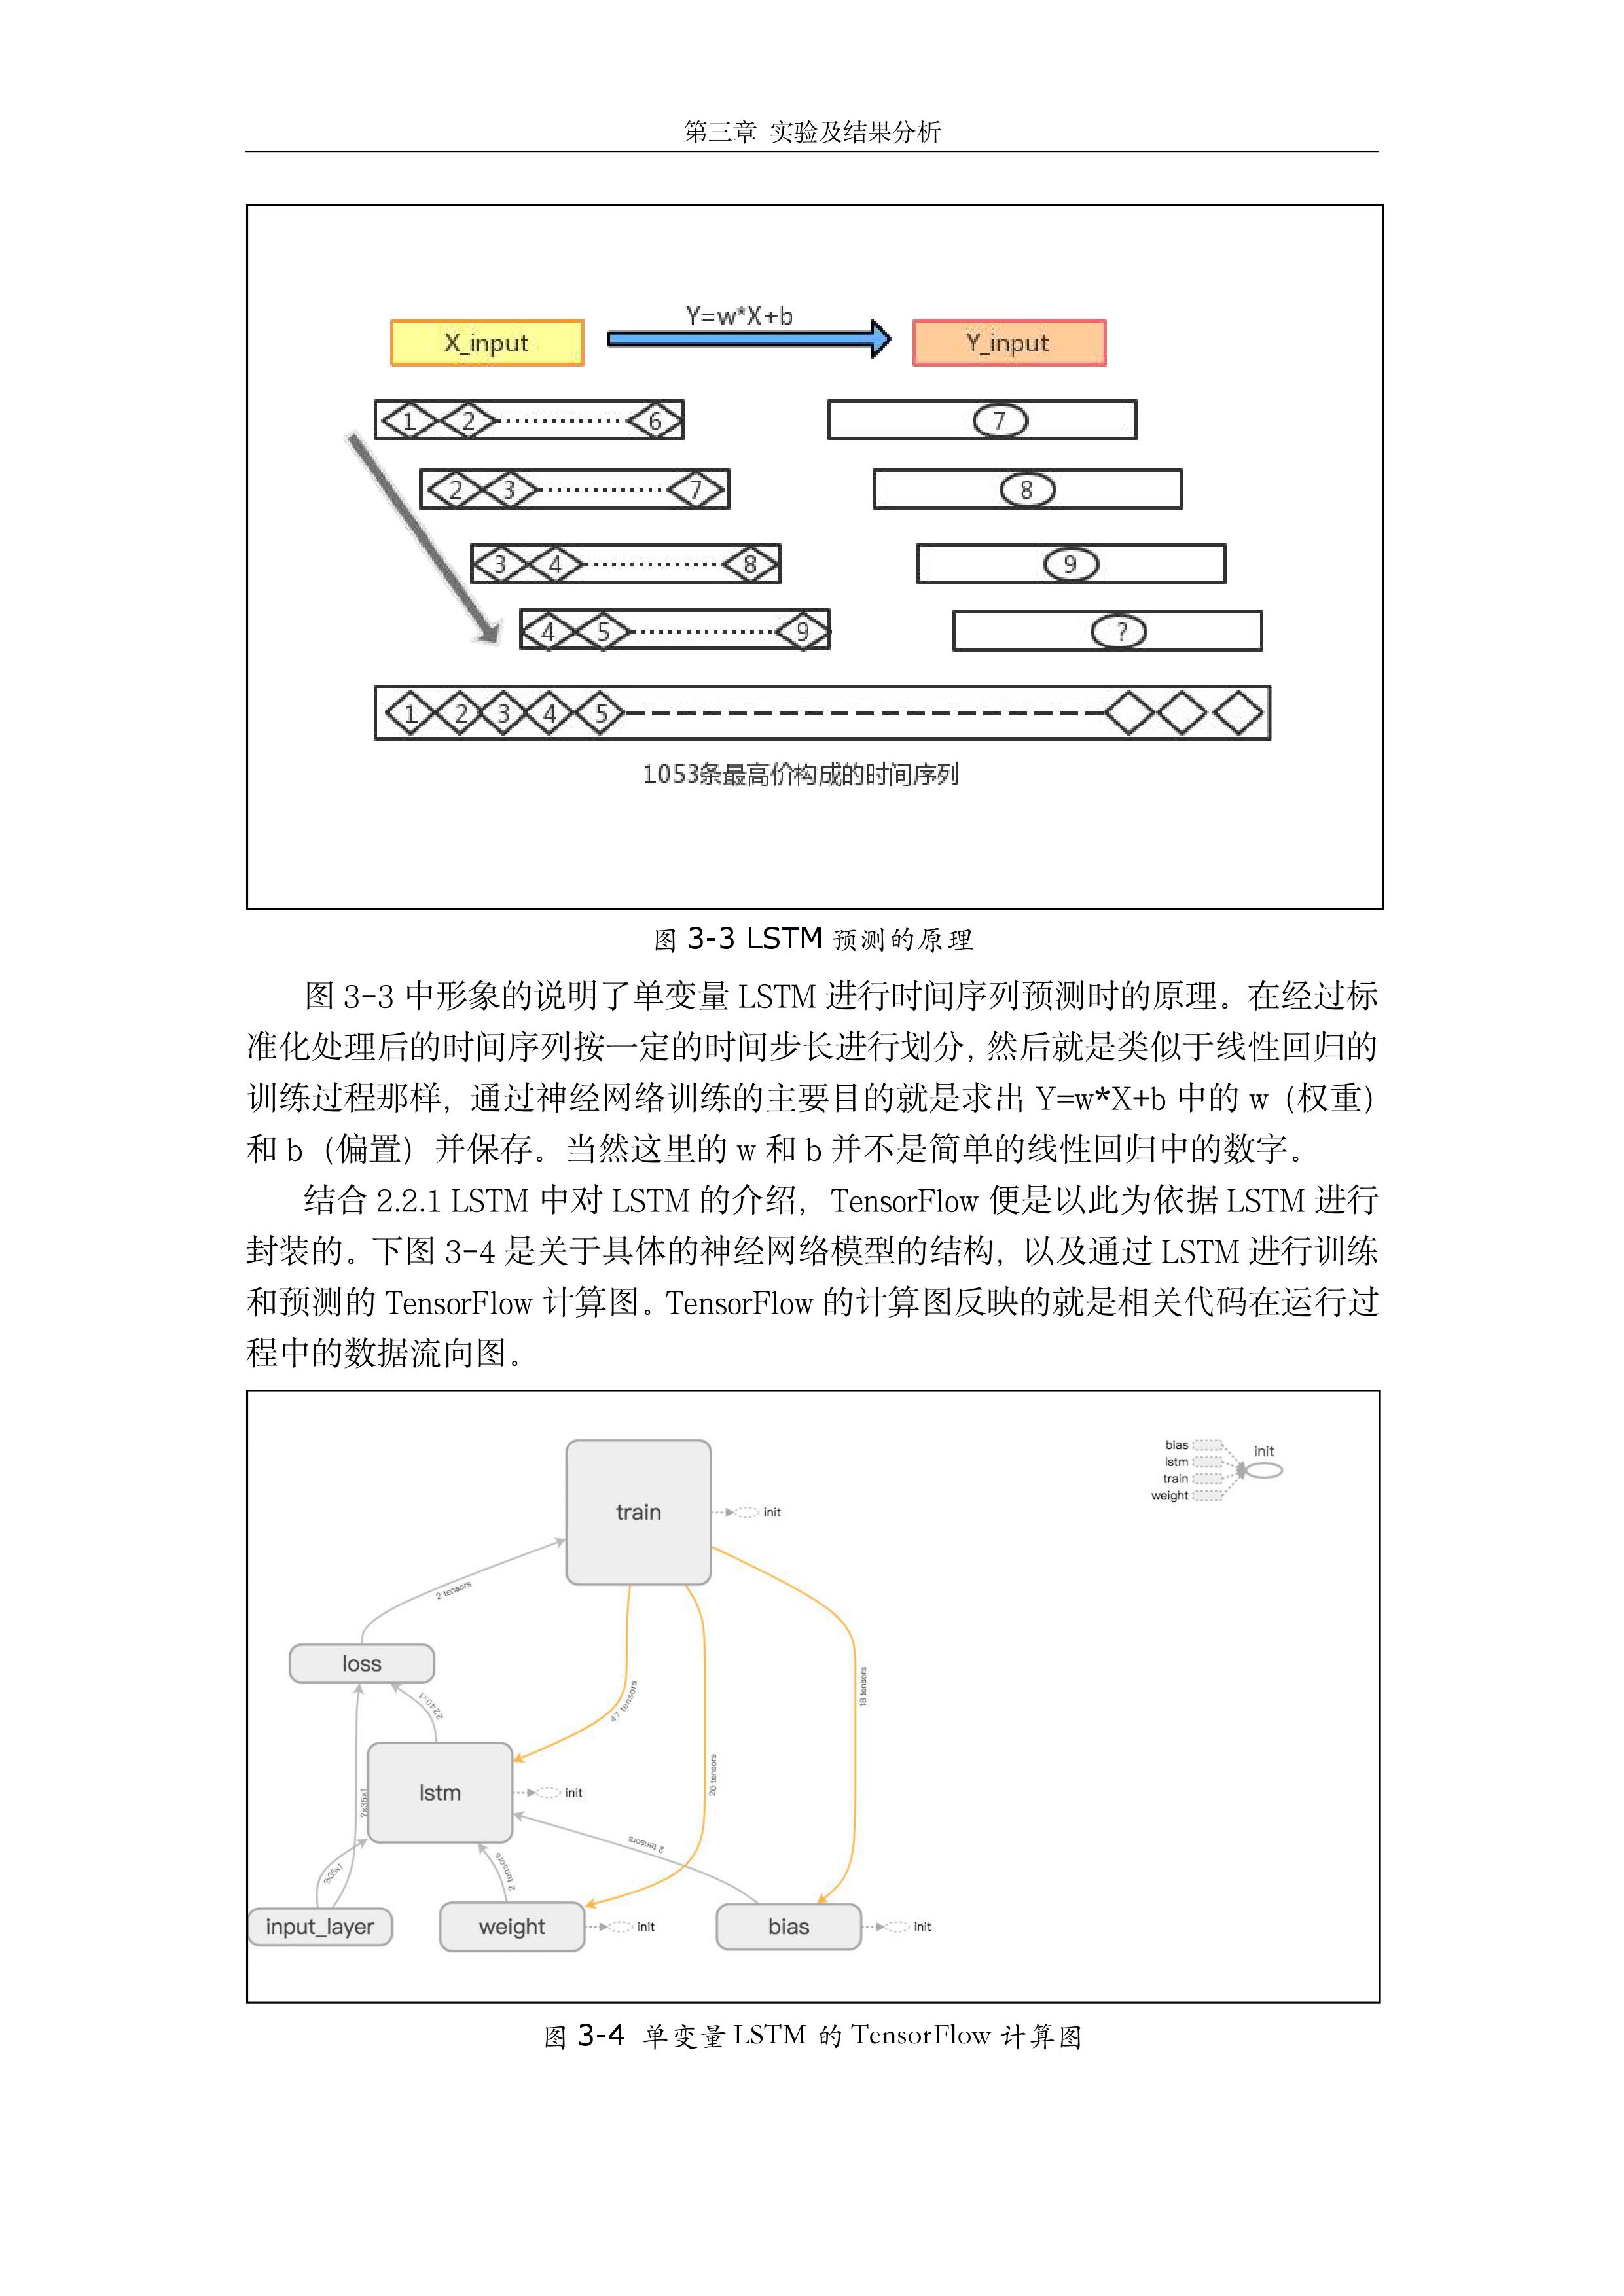 第三章 实验及结果分析
Y=w*X+b
X_input
Y_input
1 2 6 7
2 3 7 8
3 4 8 9
4 5 9 ?
1 2 3 4 5
1053条最高价构成的时间序列
图 3-3 LSTM 预测的原理
图 3-3 中形象的说明了单变量 LSTM 进行时间序列预测时的原理。在经过标
准化处理后的时间序列按一定的时间步长进行划分，然后就是类似于线性回归的
训练过程那样，通过神经网络训练的主要目的就是求出 Y=w*X+b 中的 w（权重）
和 b（偏置）并保存。当然这里的 w 和 b 并不是简单的线性回归中的数字。
结合 2.2.1 LSTM 中对 LSTM 的介绍，TensorFlow 便是以此为依据 LSTM 进行
封装的。下图 3-4 是关于具体的神经网络模型的结构，以及通过 LSTM 进行训练
和预测的 TensorFlow 计算图。TensorFlow 的计算图反映的就是相关代码在运行过
程中的数据流向图。
bias
lstm
train
weight
init
train
init
2 tensors
loss
2240×1
47 tensors
18 tensors
20 tensors
lstm
init
?×35×1
2 tensors
?×35×1
2 tensors
input_layer
weight
init
bias
init
图 3-4 单变量 LSTM 的 TensorFlow 计算图